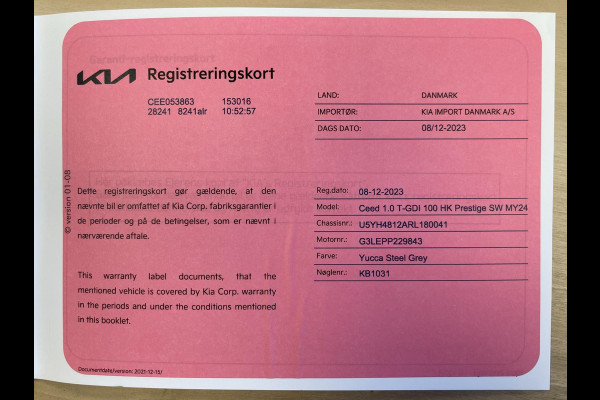 KIA Registreringskort
CEE053863 153016
28241 8241alr 10:52:57
LAND: DANMARK
IMPORTØR: KIA IMPORT DANMARK A/S
DAGS DATO: 08/12-2023
© version 01-08
Dette registreringskort gør gældende, at den
nævnte bil er omfattet af Kia Corp. fabriksgarantier i
de perioder og på de betingelser, som er nævnt i
nærværende aftale.
This warranty label documents, that the
mentioned vehicle is covered by Kia Corp. warranty
in the periods and under the conditions mentioned
in this booklet.
Reg.dato: 08-12-2023
Model: Ceed 1.0 T-GDI 100 HK Prestige SW MY24
Chassisnr.: U5YH4812ARL180041
Motornr.: G3LEPP229843
Farve: Yucca Steel Grey
Nøglenr.: KB1031
Documentdate/version: 2021-12-15/